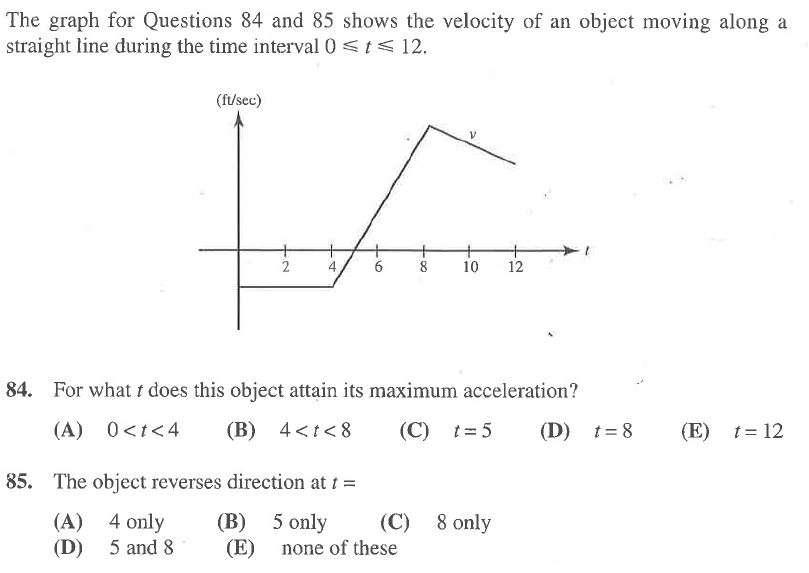 The graph for Questions 84 and 85 shows the velocity of an object moving along a
straight line during the time interval 0 ≤ t ≤ 12.
(ft/sec)
v
t
2 4 6 8 10 12
84. For what t does this object attain its maximum acceleration?
(A) 0 < t < 4 (B) 4 < t < 8 (C) t = 5 (D) t = 8 (E) t = 12
85. The object reverses direction at t =
(A) 4 only (B) 5 only (C) 8 only
(D) 5 and 8 (E) none of these